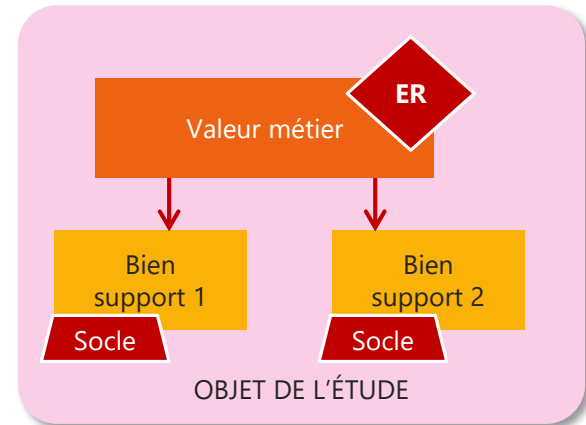 ER
Valeur métier
Bien
support 1
Bien
support 2
Socle
Socle
OBJET DE L’ÉTUDE